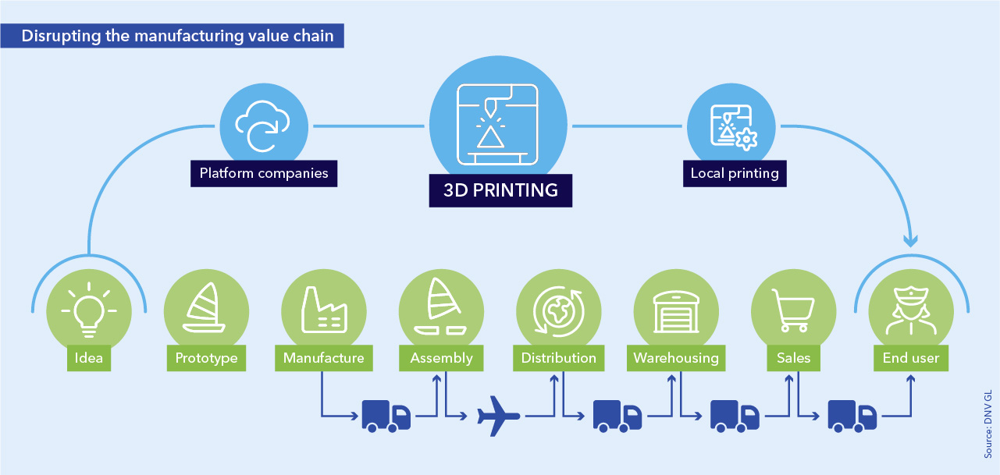 Disrupting the manufacturing value chain
Platform companies
3D PRINTING
Local printing
Idea
Prototype
Manufacture
Assembly
Distribution
Warehousing
Sales
End user
Source: DNV GL